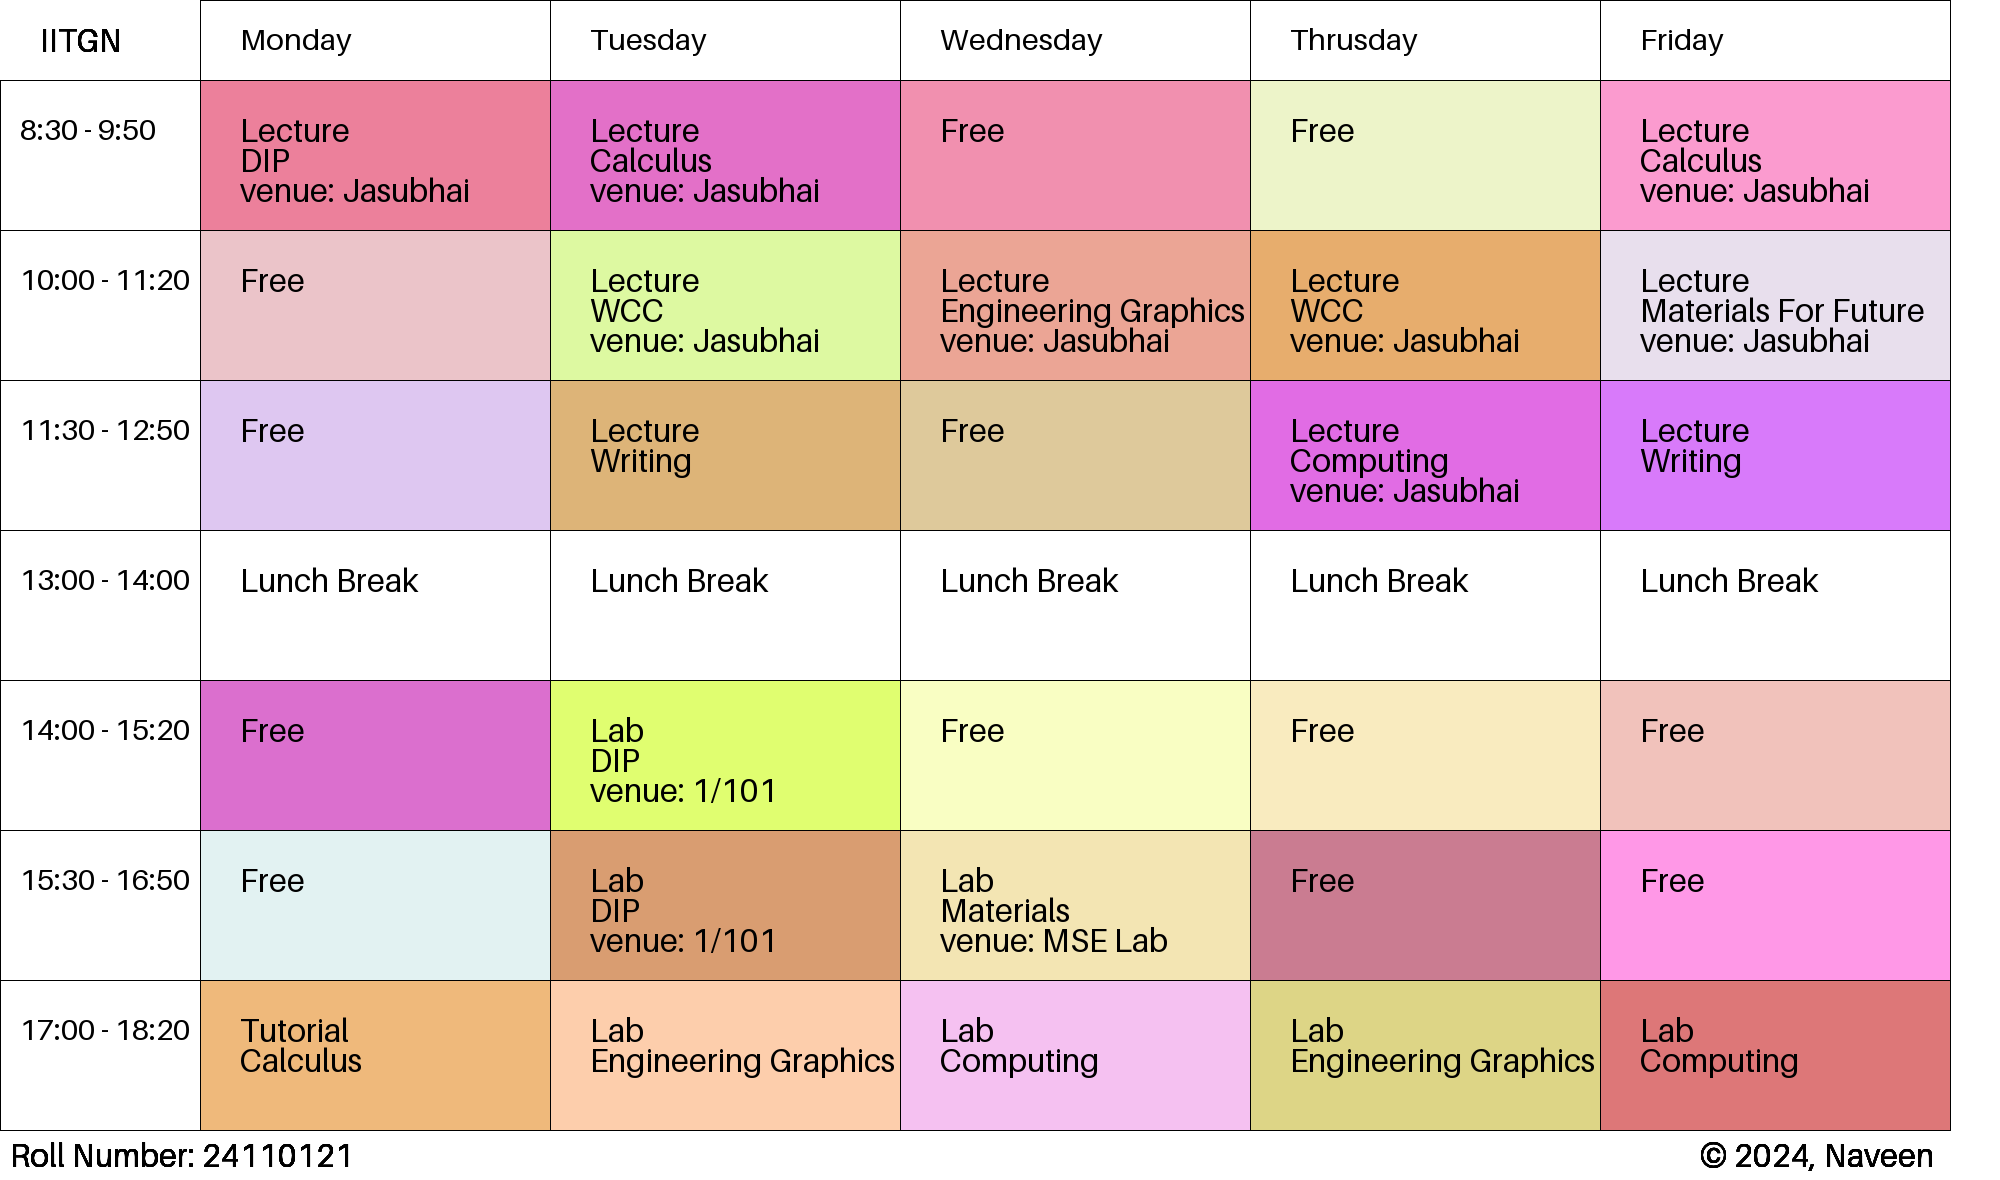 IITGN
Monday
Tuesday
Wednesday
Thrusday
Friday
8:30 - 9:50
Lecture
DIP
venue: Jasubhai
Lecture
Calculus
venue: Jasubhai
Free
Free
Lecture
Calculus
venue: Jasubhai
10:00 - 11:20
Free
Lecture
WCC
venue: Jasubhai
Lecture
Engineering Graphics
venue: Jasubhai
Lecture
WCC
venue: Jasubhai
Lecture
Materials For Future
venue: Jasubhai
11:30 - 12:50
Free
Lecture
Writing
Free
Lecture
Computing
venue: Jasubhai
Lecture
Writing
13:00 - 14:00
Lunch Break
Lunch Break
Lunch Break
Lunch Break
Lunch Break
14:00 - 15:20
Free
Lab
DIP
venue: 1/101
Free
Free
Free
15:30 - 16:50
Free
Lab
DIP
venue: 1/101
Lab
Materials
venue: MSE Lab
Free
Free
17:00 - 18:20
Tutorial
Calculus
Lab
Engineering Graphics
Lab
Computing
Lab
Engineering Graphics
Lab
Computing
Roll Number: 24110121
© 2024, Naveen